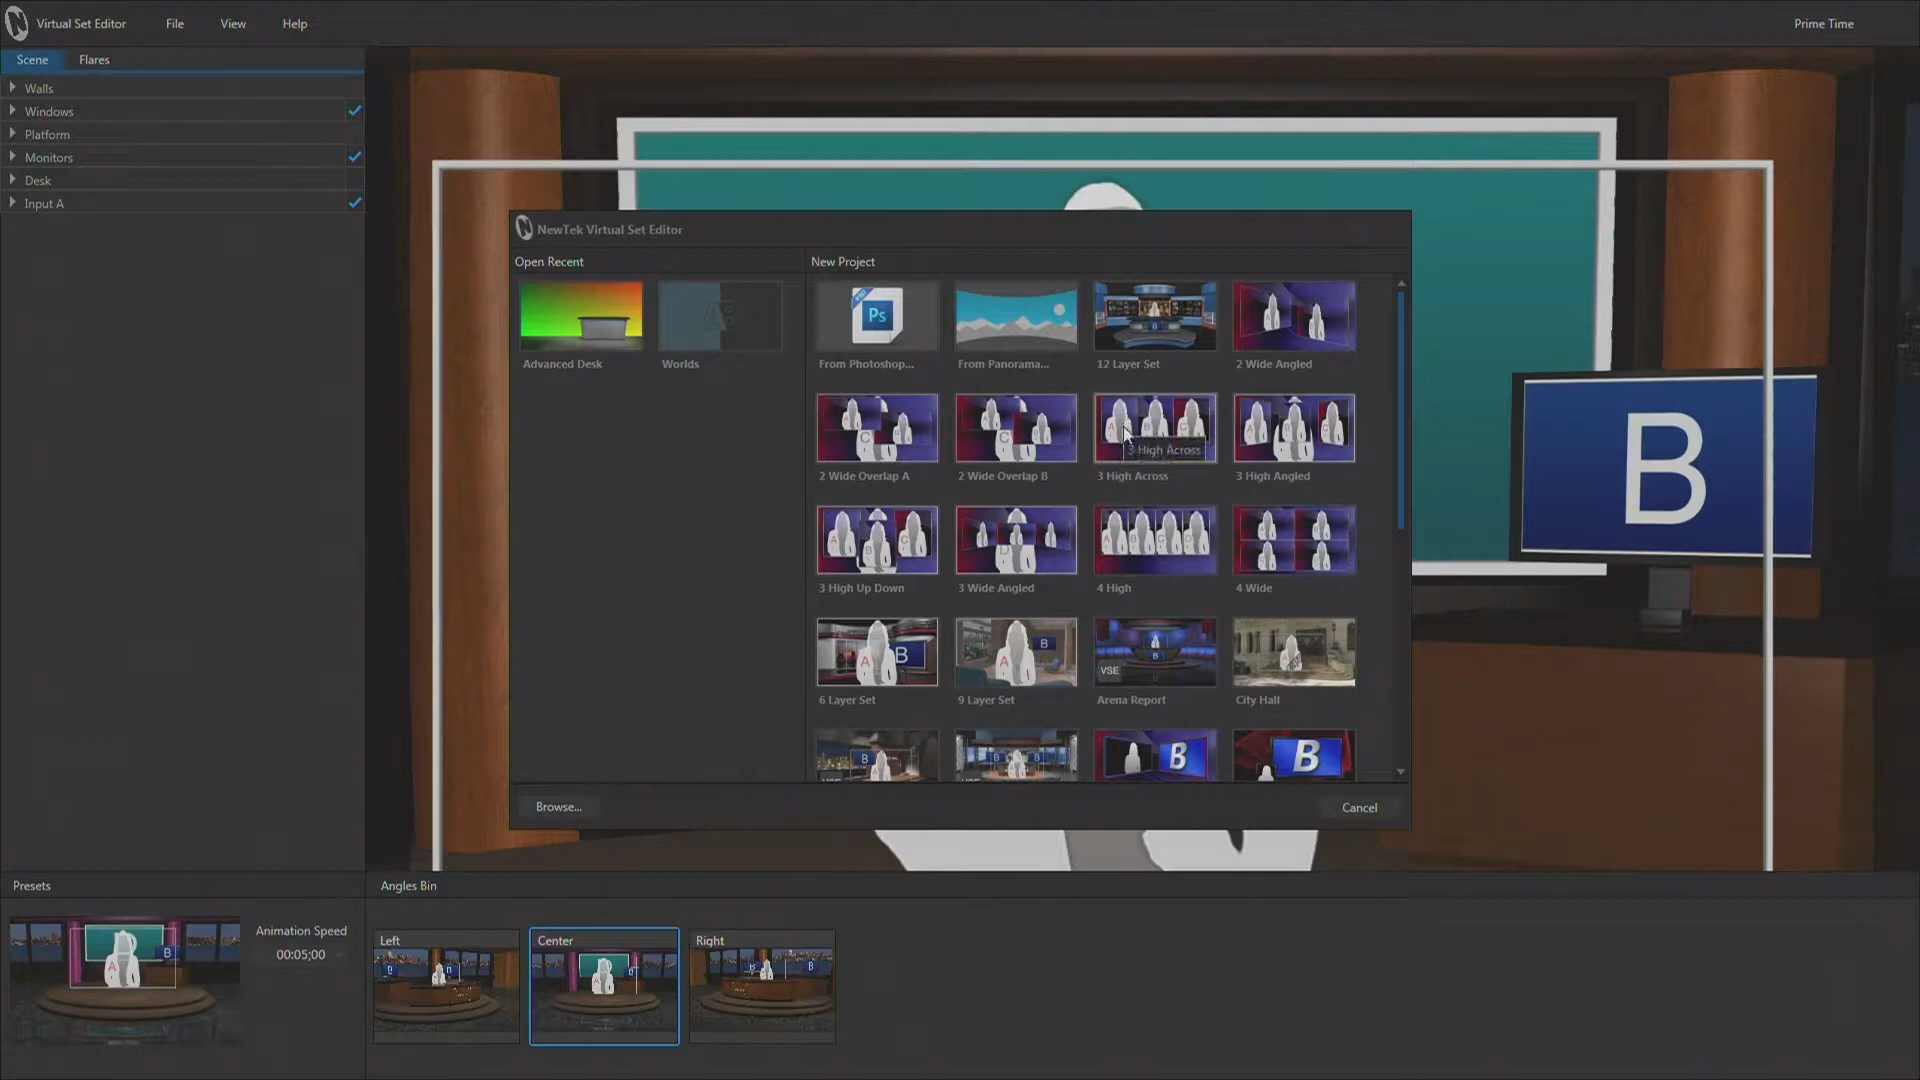 Virtual Set Editor File View Help Prime Time
Scene Flares
Walls
Windows
Platform
Monitors
Desk
Input A
NewTek Virtual Set Editor
Open Recent New Project
Advanced Desk Worlds
PSD
Ps
From Photoshop... From Panorama... 12 Layer Set 2 Wide Angled
3 High Across
2 Wide Overlap A 2 Wide Overlap B 3 High Across 3 High Angled
3 High Up Down 3 Wide Angled 4 High 4 Wide
A B B VSE B
6 Layer Set 9 Layer Set Arena Report City Hall
B B
Browse... Cancel
B
Presets Angles Bin
A B
Animation Speed
00:05;00
Left Center Right